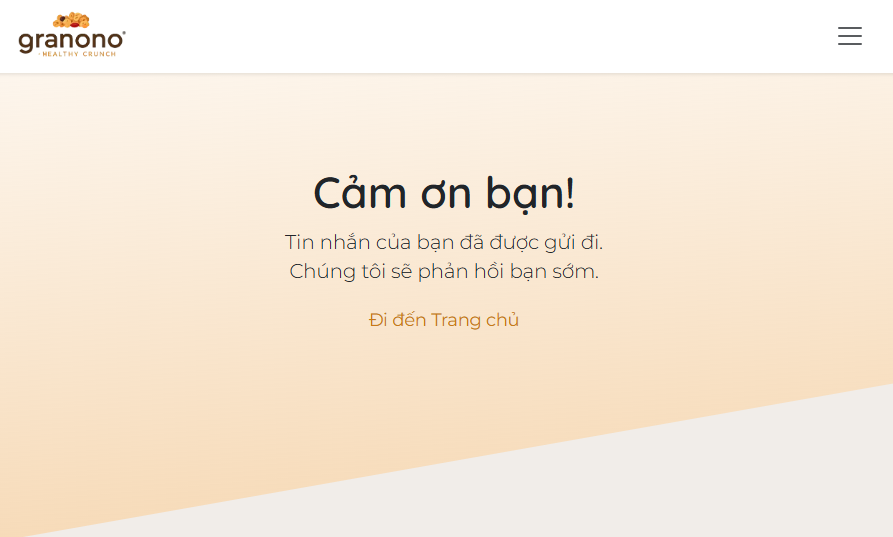 granono®
• HEALTHY CRUNCH
Cảm ơn bạn!
Tin nhắn của bạn đã được gửi đi.
Chúng tôi sẽ phản hồi bạn sớm.
Đi đến Trang chủ